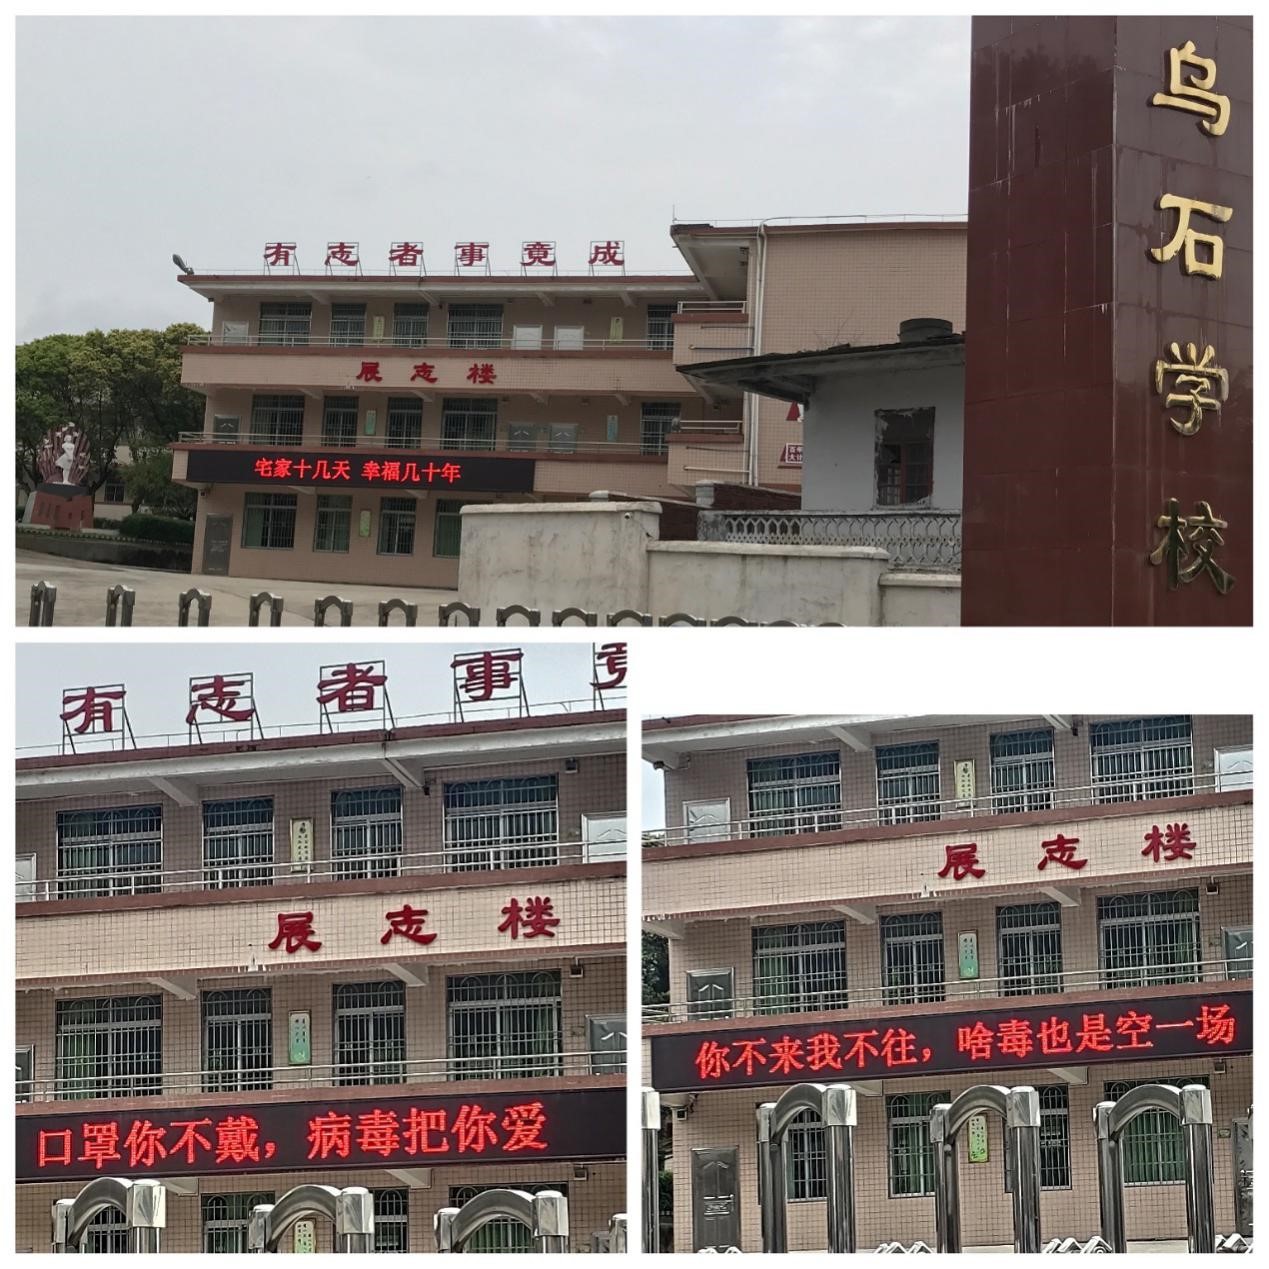 乌石学校
有志者事竟成
展志楼
宅家十几天 幸福几十年
有志者事竟
展志楼
口罩你不戴，病毒把你爱
展志楼
你不来我不往，啥毒也是空一场